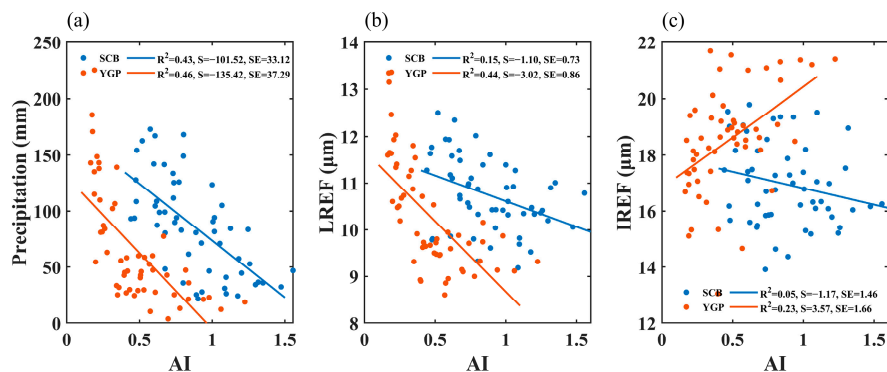 (a)
(b)
(c)
250
200
150
100
50
0
Precipitation (mm)
SCB R²=0.43, S=−101.52, SE=33.12
YGP R²=0.46, S=−135.42, SE=37.29
0 0.5 1 1.5
AI
14
13
12
11
10
9
8
LREF (μm)
SCB R²=0.15, S=−1.10, SE=0.73
YGP R²=0.44, S=−3.02, SE=0.86
0 0.5 1 1.5
AI
22
20
18
16
14
12
IREF (μm)
SCB R²=0.05, S=−1.17, SE=1.46
YGP R²=0.23, S=3.57, SE=1.66
0 0.5 1 1.5
AI